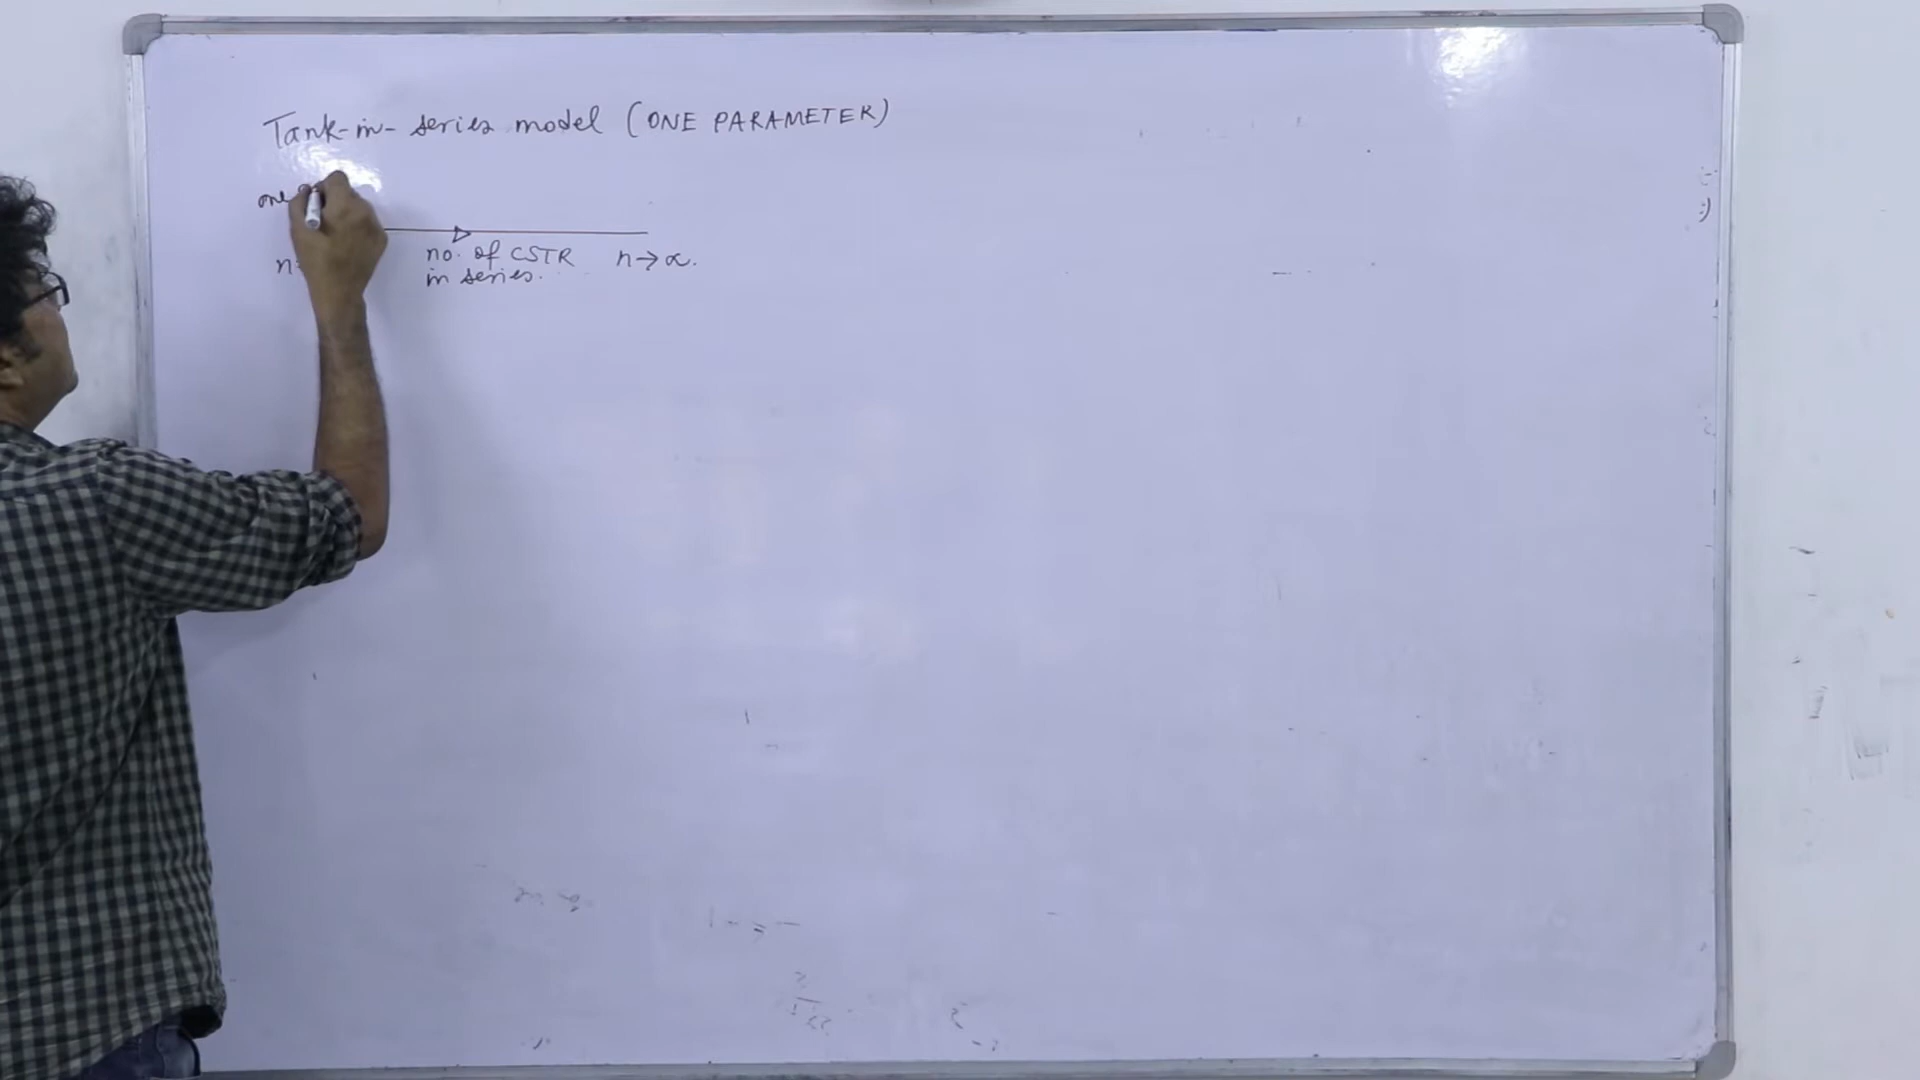 Tank-in-series model (ONE PARAMETER)
one
no. of CSTR n→∝.
in series.